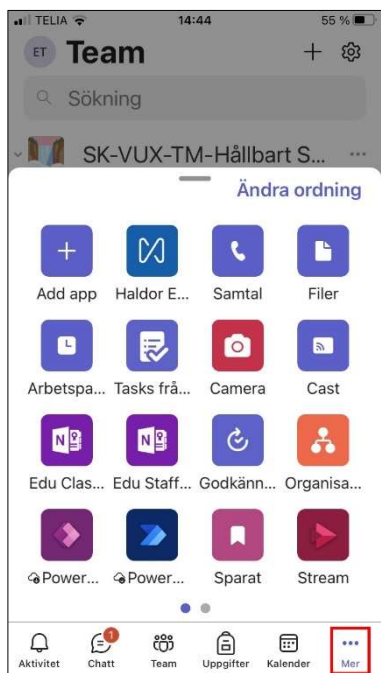 TELIA 14:44 55 %
ET Team
Sökning
SK-VUX-TM-Hållbart S... ...
Ändra ordning
Add app Haldor E... Samtal Filer
Arbetspa... Tasks frå... Camera Cast
Edu Clas... Edu Staff... Godkänn... Organisa...
Power... Power... Sparat Stream
1
Aktivitet Chatt Team Uppgifter Kalender Mer